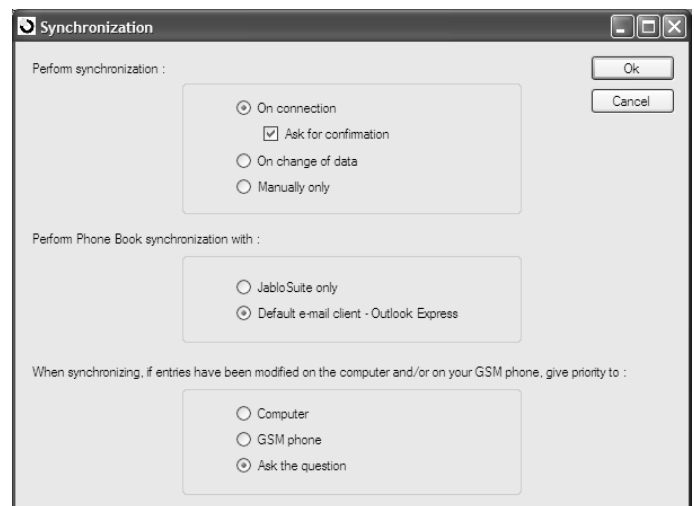 Synchronization
Perform synchronization :
Ok
Cancel
On connection
Ask for confirmation
On change of data
Manually only
Perform Phone Book synchronization with :
JabloSuite only
Default e-mail client - Outlook Express
When synchronizing, if entries have been modified on the computer and/or on your GSM phone, give priority to :
Computer
GSM phone
Ask the question